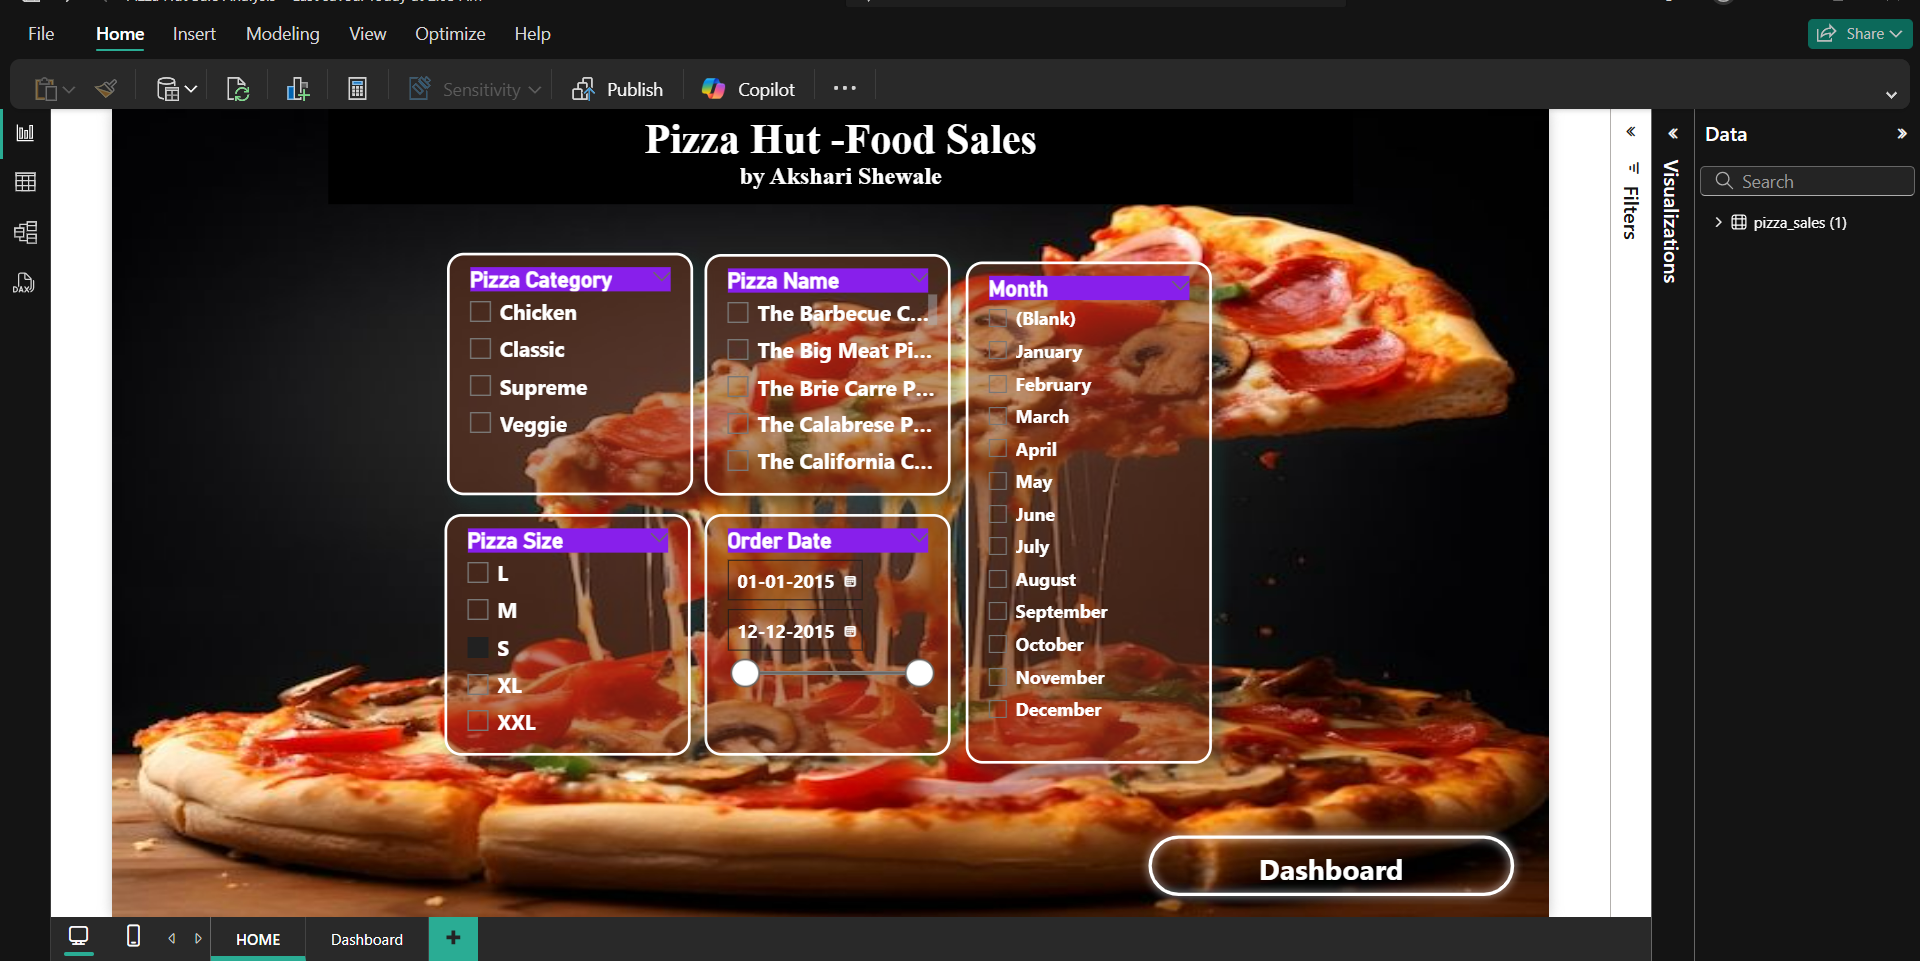 File Home Insert Modeling View Optimize Help
Share
Sensitivity Publish Copilot
Pizza Hut -Food Sales
by Akshari Shewale
Pizza Category
Chicken
Classic
Supreme
Veggie
Pizza Name
The Barbecue C...
The Big Meat Pi...
The Brie Carre P...
The Calabrese P...
The California C...
Month
(Blank)
January
February
March
April
May
June
July
August
September
October
November
December
Pizza Size
L
M
S
XL
XXL
Order Date
01-01-2015
12-12-2015
Dashboard
Filters
Visualizations
Data
Search
pizza_sales (1)
DAX
HOME Dashboard